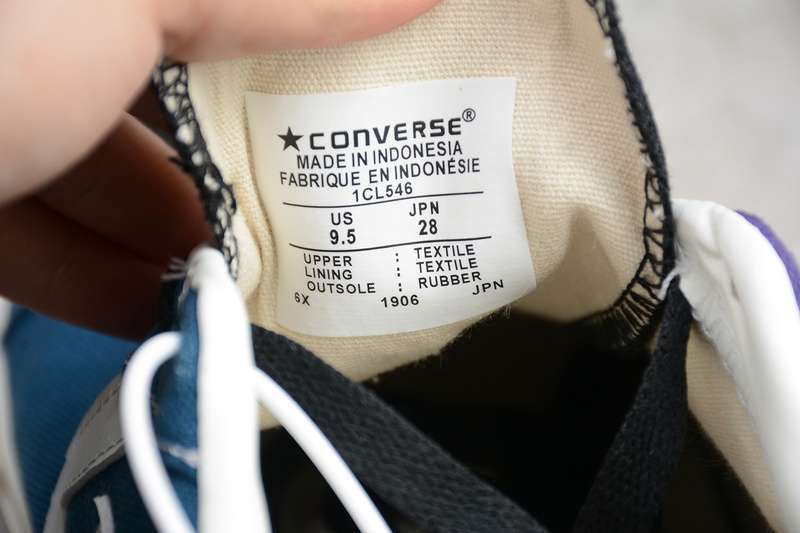 ★CONVERSE®
MADE IN INDONESIA
FABRIQUE EN INDONÉSIE
1CL546
US JPN
9.5 28
UPPER : TEXTILE
LINING : TEXTILE
OUTSOLE : RUBBER
6X 1906 JPN